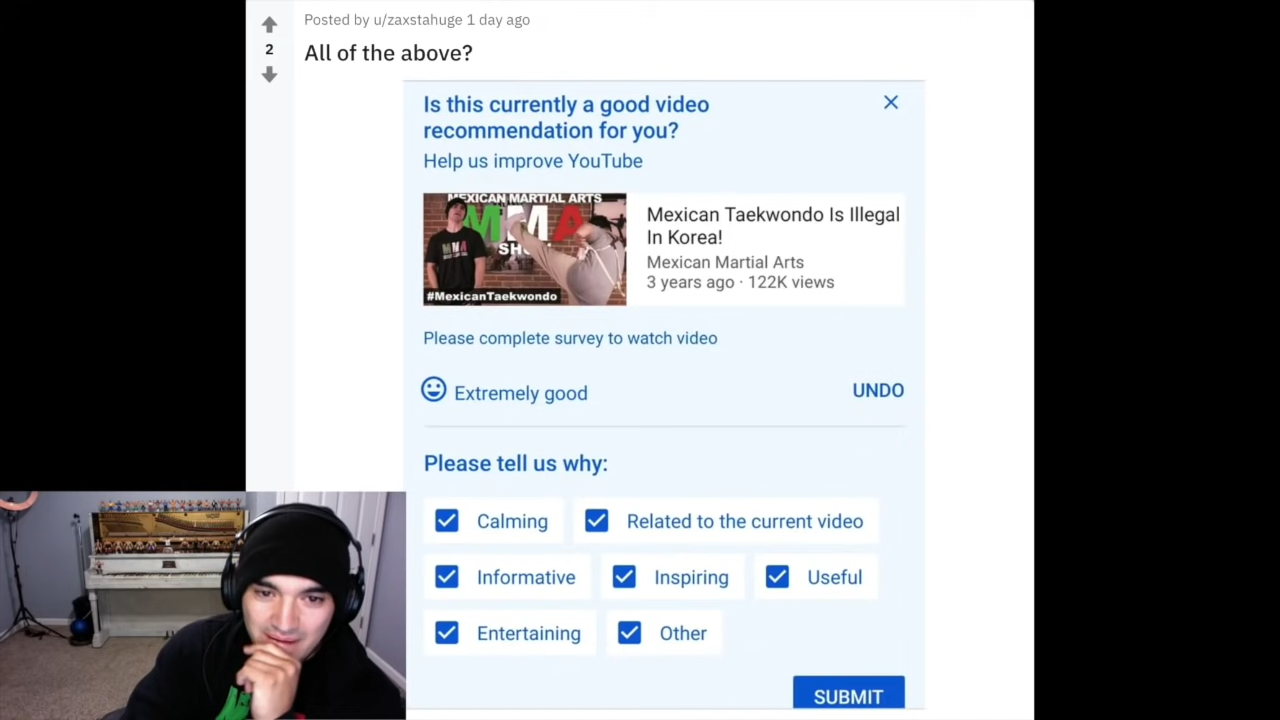 Posted by u/zaxstahuge 1 day ago
2
All of the above?
Is this currently a good video
recommendation for you?
Help us improve YouTube
MEXICAN MARTIAL ARTS
MMA
MMA
#MexicanTaekwondo
Mexican Taekwondo Is Illegal
In Korea!
Mexican Martial Arts
3 years ago · 122K views
Please complete survey to watch video
Extremely good
UNDO
Please tell us why:
Calming
Related to the current video
Informative
Inspiring
Useful
Entertaining
Other
SUBMIT